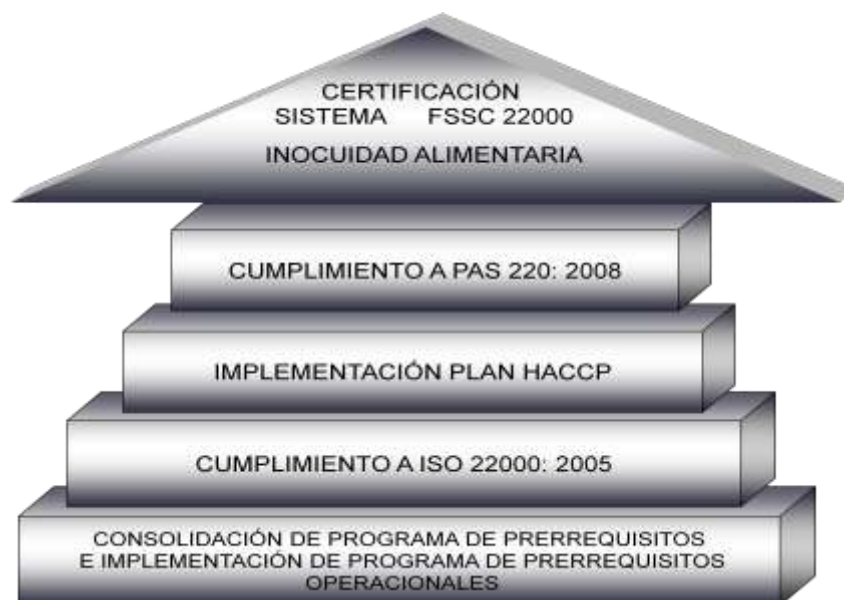 CERTIFICACIÓN
SISTEMA FSSC 22000
INOCUIDAD ALIMENTARIA
CUMPLIMIENTO A PAS 220: 2008
IMPLEMENTACIÓN PLAN HACCP
CUMPLIMIENTO A ISO 22000: 2005
CONSOLIDACIÓN DE PROGRAMA DE PRERREQUISITOS
E IMPLEMENTACIÓN DE PROGRAMA DE PRERREQUISITOS
OPERACIONALES